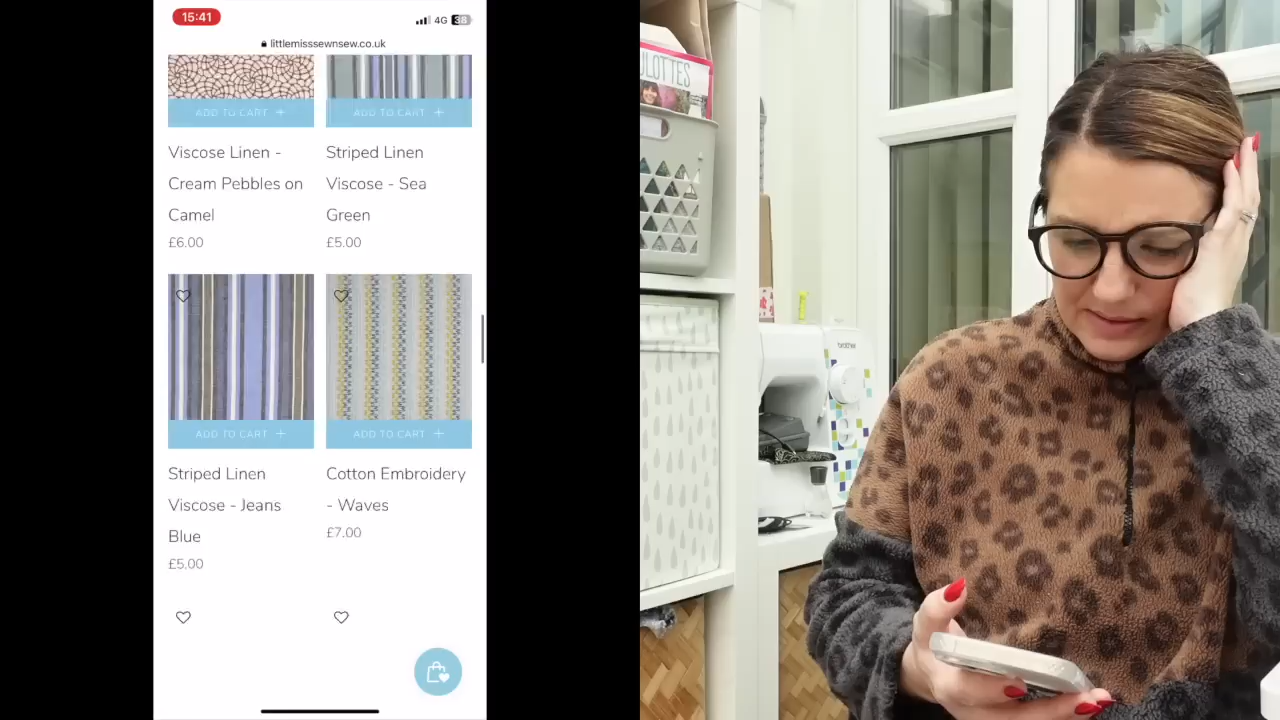 15:41
4G
38
littlemisssewnsew.co.uk
ADD TO CART +
ADD TO CART +
Viscose Linen -
Cream Pebbles on
Camel
£6.00
Striped Linen
Viscose - Sea
Green
£5.00
ADD TO CART +
ADD TO CART +
Striped Linen
Viscose - Jeans
Blue
£5.00
Cotton Embroidery
- Waves
£7.00
brother